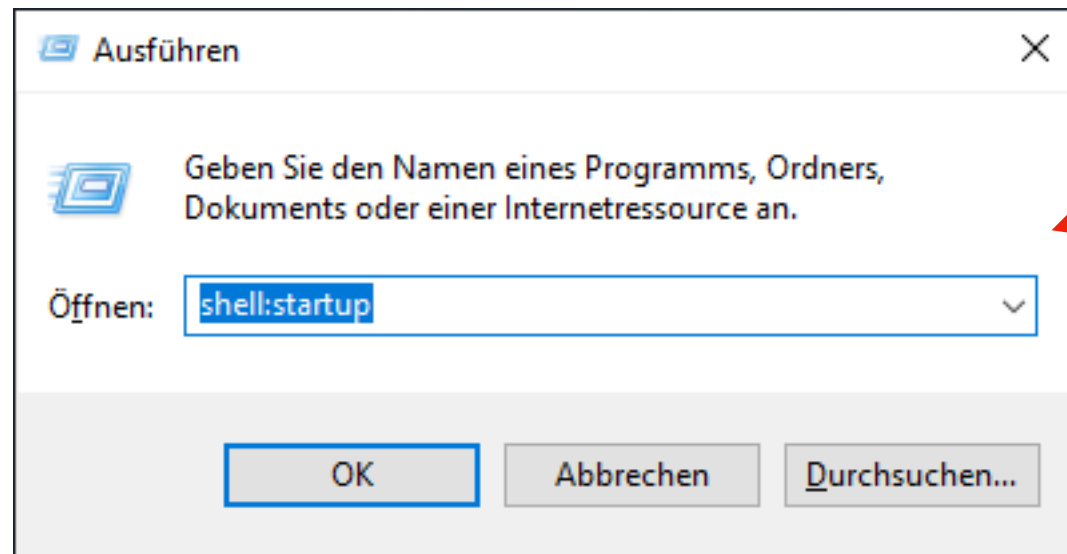 Ausführen
Geben Sie den Namen eines Programms, Ordners,
Dokuments oder einer Internetressource an.
Öffnen:
shell:startup
OK
Abbrechen
Durchsuchen...